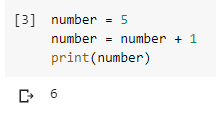 [3] number = 5
number = number + 1
print(number)
6